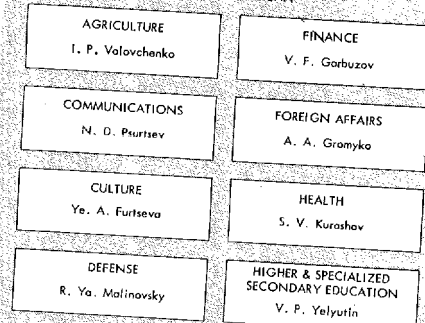 AGRICULTURE
I. P. Volovchenko
COMMUNICATIONS
N. D. Psurtsev
CULTURE
Ye. A. Furtseva
DEFENSE
R. Ya. Malinovsky
FINANCE
V. F. Garbuzov
FOREIGN AFFAIRS
A. A. Gromyko
HEALTH
S. V. Kurashov
HIGHER & SPECIALIZED
SECONDARY EDUCATION
V. P. Yelyutin